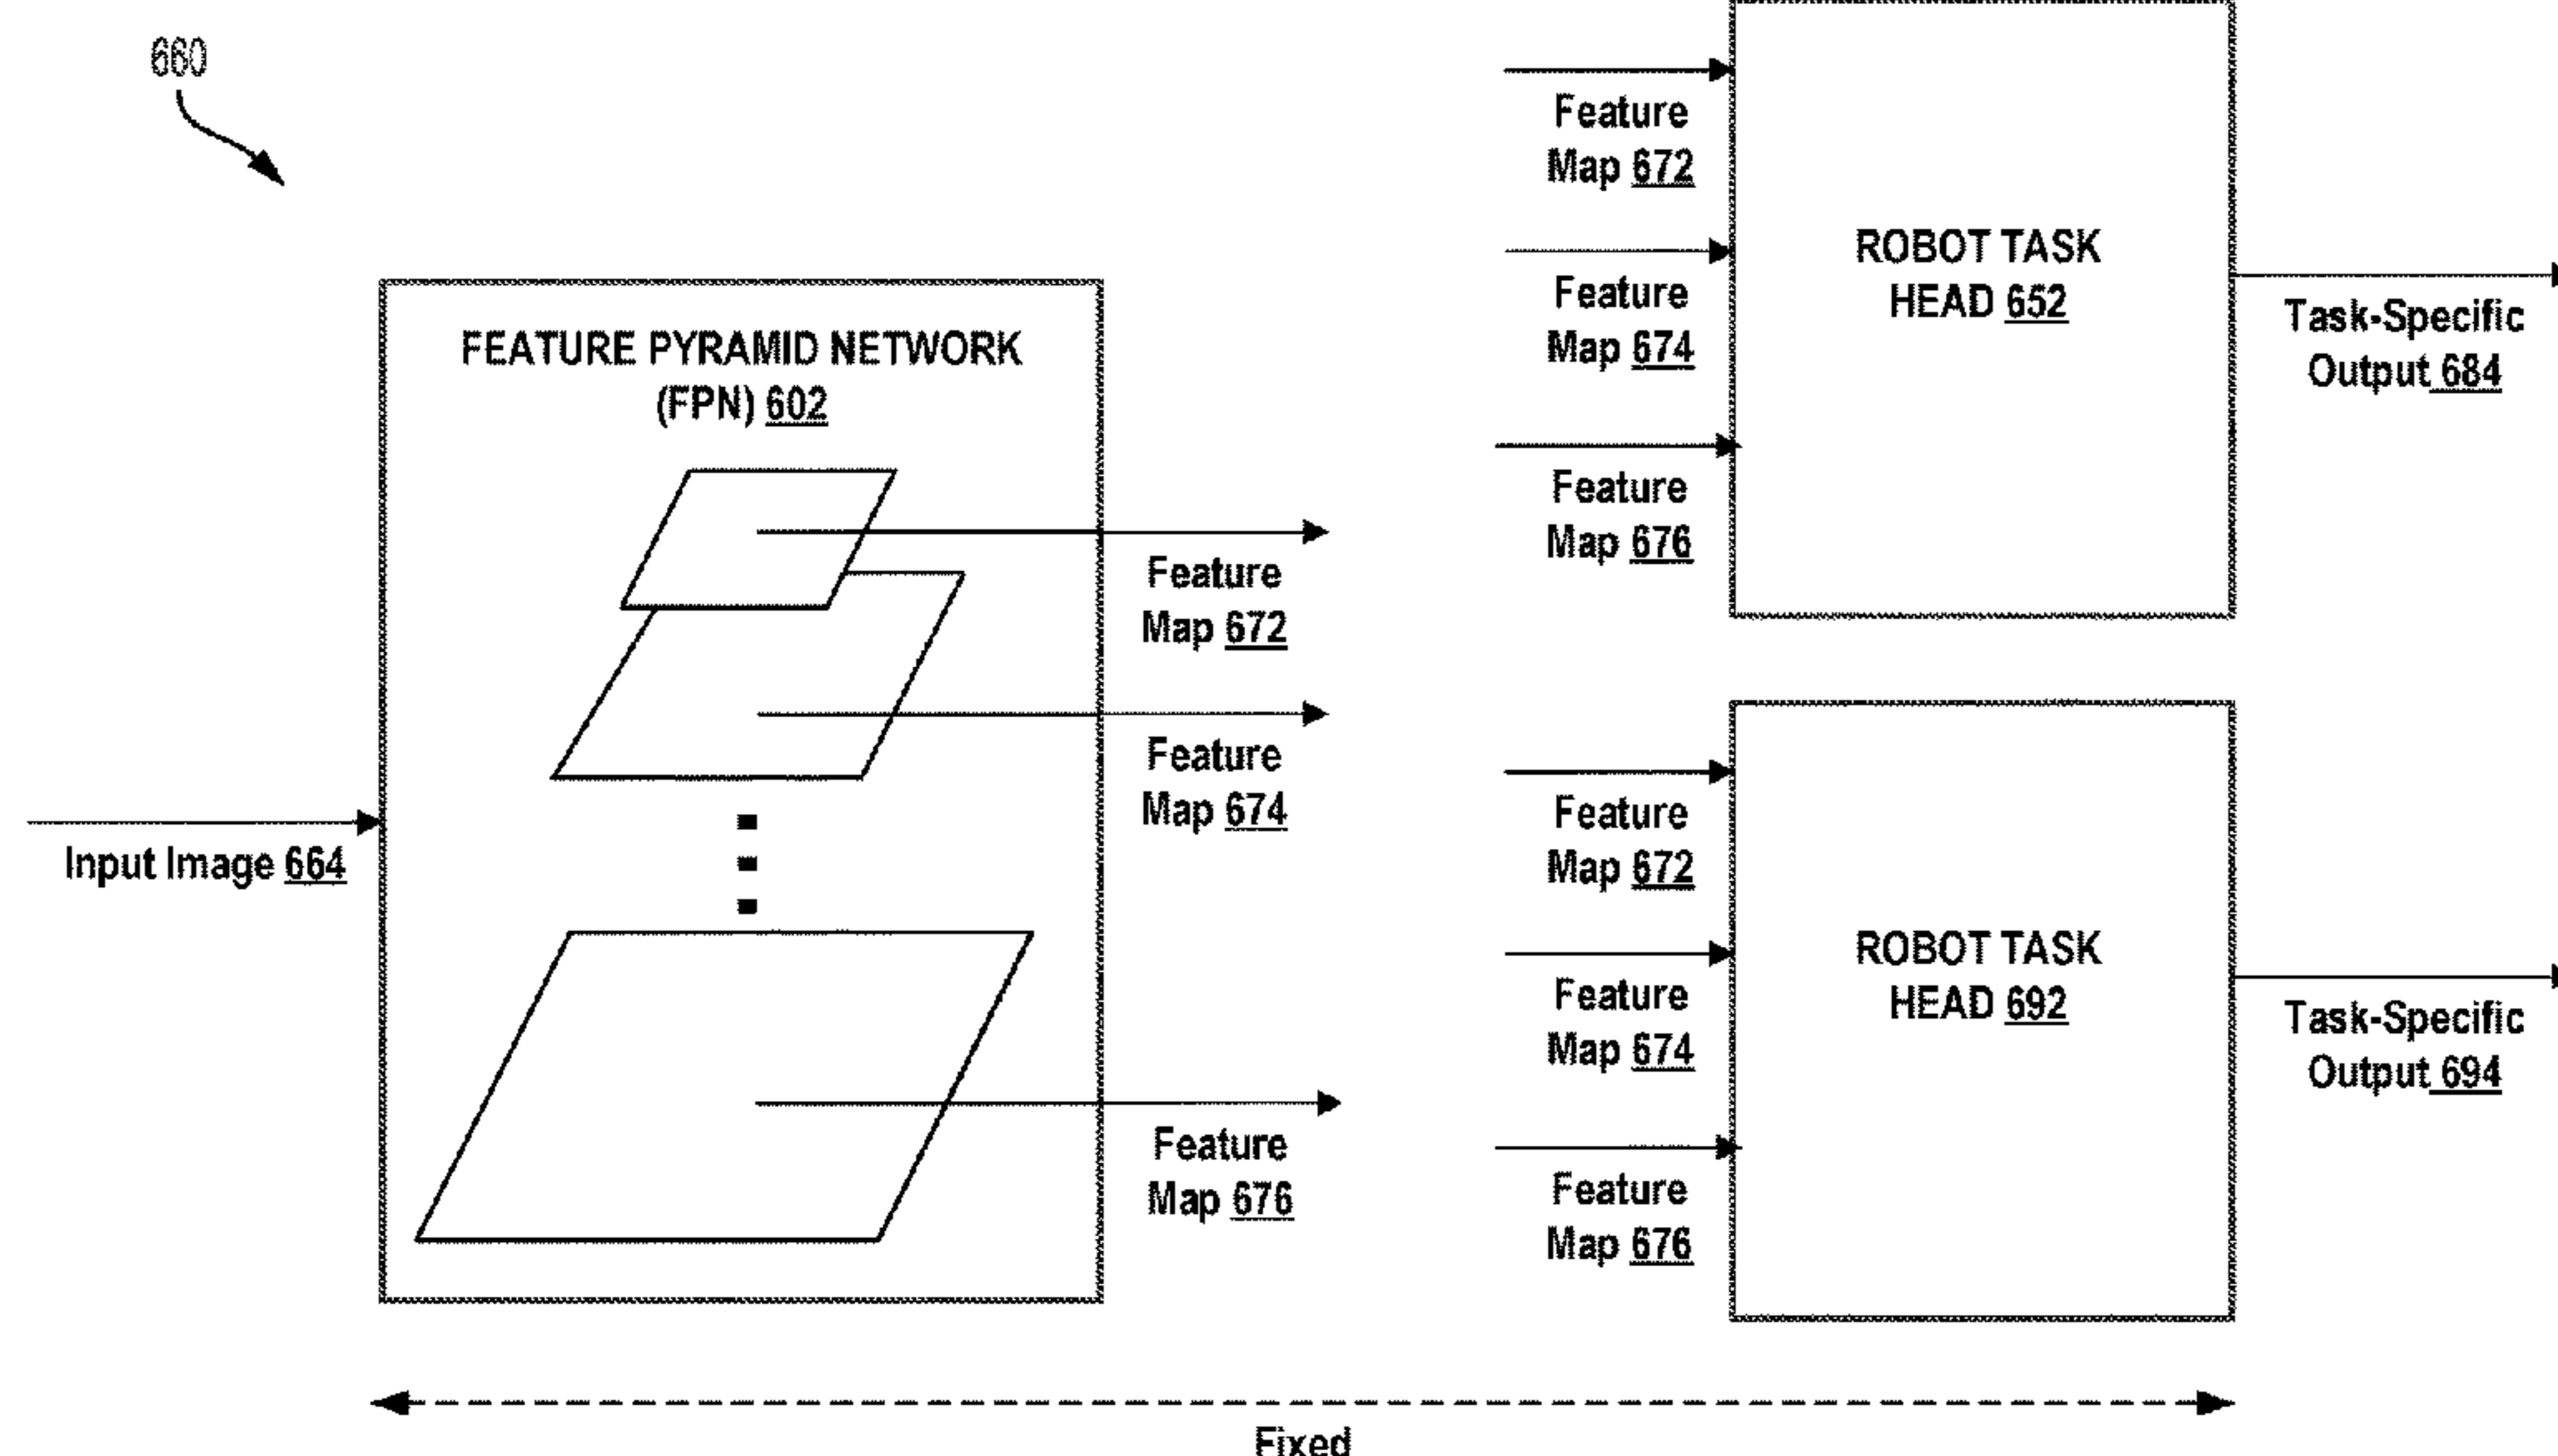 660
FEATURE PYRAMID NETWORK
(FPN) 602
Input Image 664
Feature
Map 672
Feature
Map 674
Feature
Map 676
Feature
Map 672
Feature
Map 674
Feature
Map 676
ROBOT TASK
HEAD 652
Task-Specific
Output 684
Feature
Map 672
Feature
Map 674
Feature
Map 676
ROBOT TASK
HEAD 692
Task-Specific
Output 694
Fixed